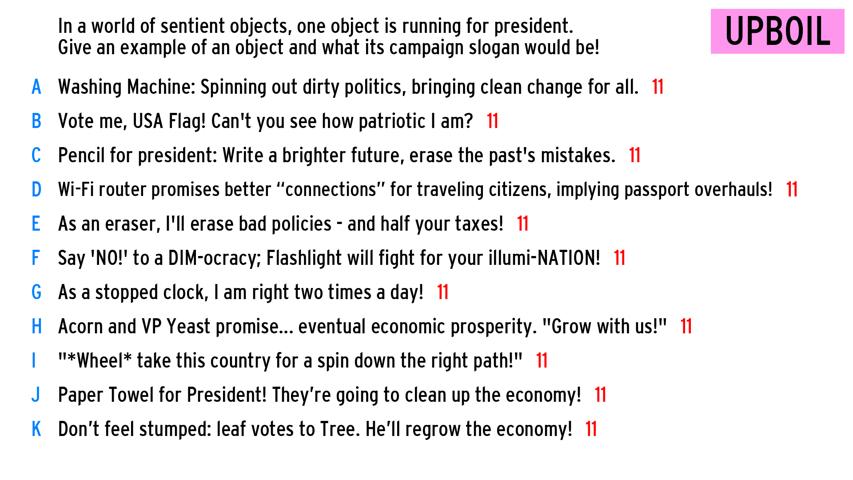 In a world of sentient objects, one object is running for president.
Give an example of an object and what its campaign slogan would be!
UPBOIL
A Washing Machine: Spinning out dirty politics, bringing clean change for all. 11
B Vote me, USA Flag! Can't you see how patriotic I am? 11
C Pencil for president: Write a brighter future, erase the past's mistakes. 11
D Wi-Fi router promises better “connections” for traveling citizens, implying passport overhauls! 11
E As an eraser, I'll erase bad policies - and half your taxes! 11
F Say 'NO!' to a DIM-ocracy; Flashlight will fight for your illumi-NATION! 11
G As a stopped clock, I am right two times a day! 11
H Acorn and VP Yeast promise... eventual economic prosperity. "Grow with us!" 11
I "*Wheel* take this country for a spin down the right path!" 11
J Paper Towel for President! They’re going to clean up the economy! 11
K Don’t feel stumped: leaf votes to Tree. He’ll regrow the economy! 11